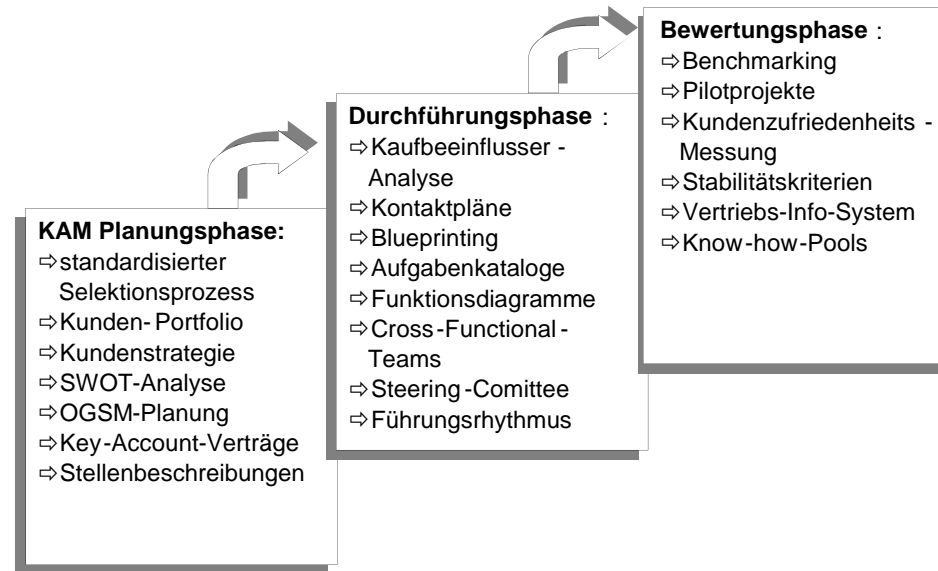 KAM Planungsphase:
⇨standardisierter
Selektionsprozess
⇨Kunden- Portfolio
⇨Kundenstrategie
⇨SWOT-Analyse
⇨OGSM-Planung
⇨Key-Account-Verträge
⇨Stellenbeschreibungen
Durchführungsphase :
⇨Kaufbeeinflusser -
Analyse
⇨Kontaktpläne
⇨Blueprinting
⇨Aufgabenkataloge
⇨Funktionsdiagramme
⇨Cross-Functional -
Teams
⇨Steering-Comittee
⇨Führungsrhythmus
Bewertungsphase :
⇨Benchmarking
⇨Pilotprojekte
⇨Kundenzufriedenheits -
Messung
⇨Stabilitätskriterien
⇨Vertriebs-Info-System
⇨Know-how-Pools